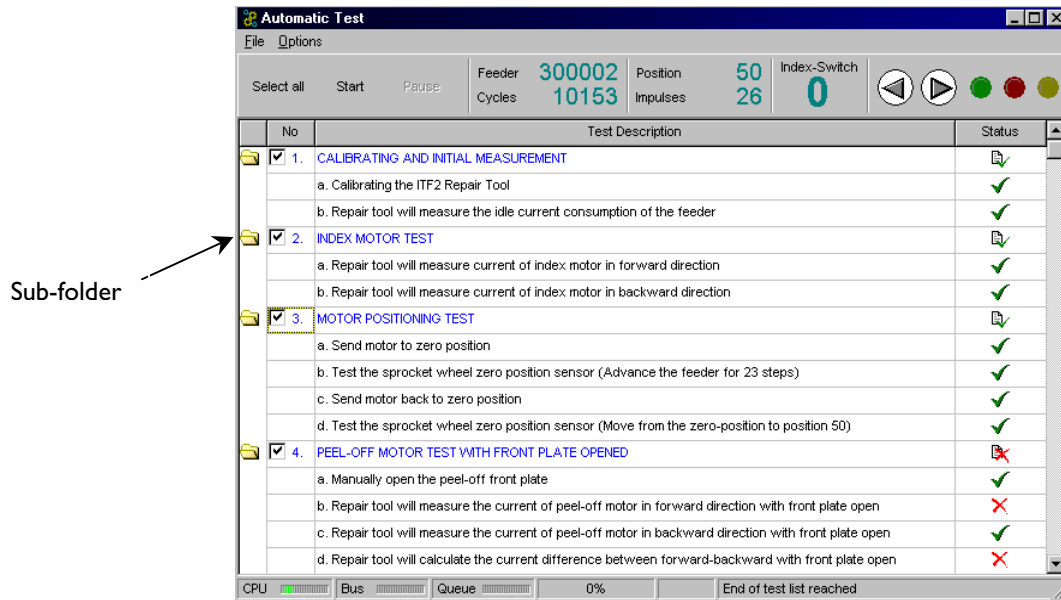 Automatic Test
File Options
Select all Start Pause Feeder 300002 Position 50 Index-Switch
Cycles 10153 Impulses 26 0
No Test Description Status
1. CALIBRATING AND INITIAL MEASUREMENT
a. Calibrating the ITF2 Repair Tool
b. Repair tool will measure the idle current consumption of the feeder
2. INDEX MOTOR TEST
a. Repair tool will measure current of index motor in forward direction
Sub-folder
b. Repair tool will measure current of index motor in backward direction
3. MOTOR POSITIONING TEST
a. Send motor to zero position
b. Test the sprocket wheel zero position sensor (Advance the feeder for 23 steps)
c. Send motor back to zero position
d. Test the sprocket wheel zero position sensor (Move from the zero-position to position 50)
4. PEEL-OFF MOTOR TEST WITH FRONT PLATE OPENED
a. Manually open the peel-off front plate
b. Repair tool will measure the current of peel-off motor in forward direction with front plate open
c. Repair tool will measure the current of peel-off motor in backward direction with front plate open
d. Repair tool will calculate the current difference between forward-backward with front plate open
CPU Bus Queue 0% End of test list reached